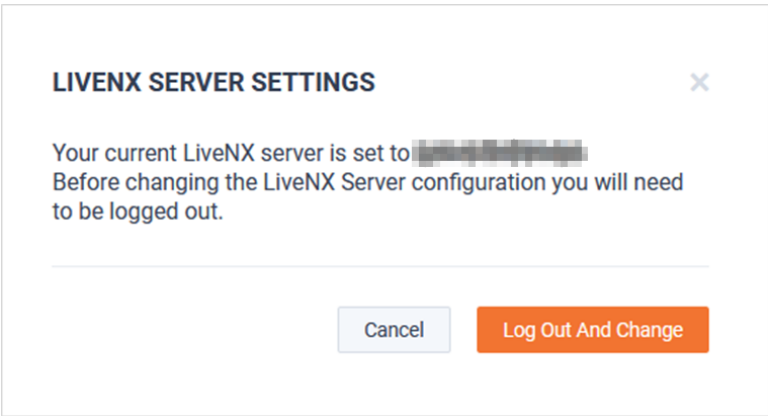 LIVENX SERVER SETTINGS
Your current LiveNX server is set to
Before changing the LiveNX Server configuration you will need
to be logged out.
Cancel
Log Out And Change